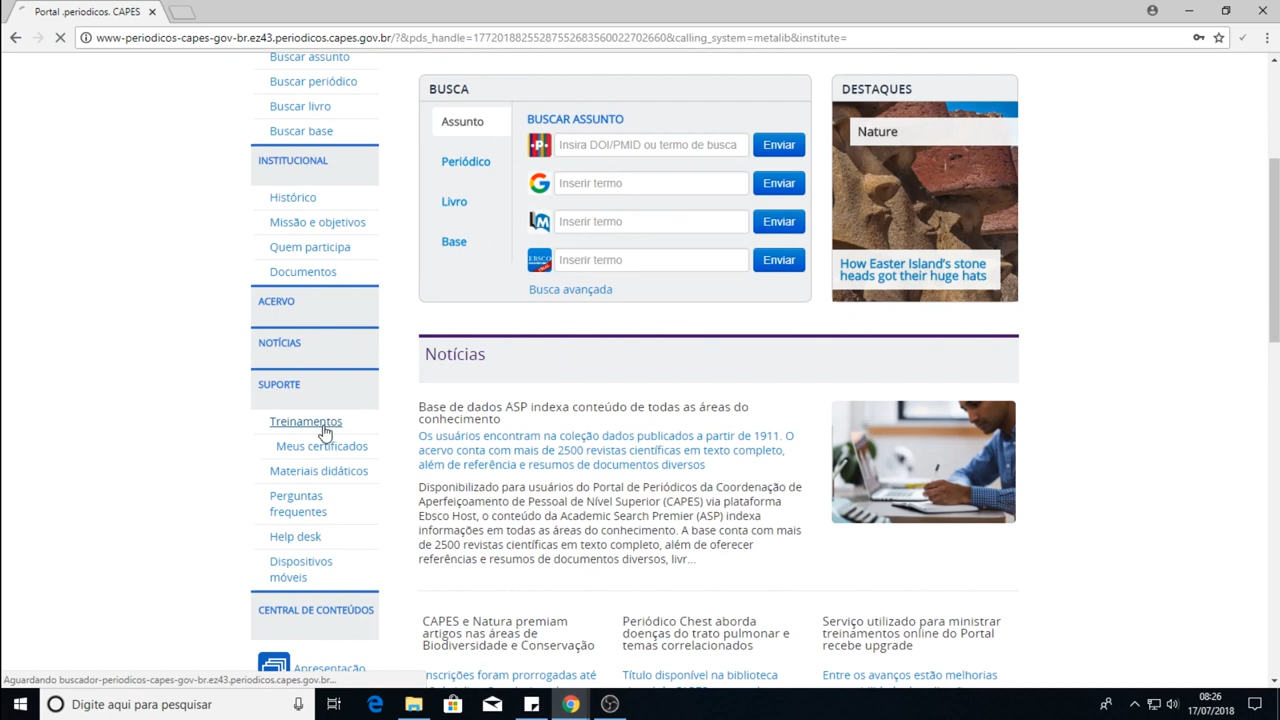 Portal .periodicos. CAPES
www-periodicos-capes-gov-br.ez43.periodicos.capes.gov.br/?&pds_handle=177201882552875526835600227026660&calling_system=metalib&institute=
Buscar assunto
Buscar periódico
Buscar livro
Buscar base
INSTITUCIONAL
Histórico
Missão e objetivos
Quem participa
Documentos
ACERVO
NOTÍCIAS
SUPORTE
Treinamentos
Meus certificados
Materiais didáticos
Perguntas
frequentes
Help desk
Dispositivos
móveis
CENTRAL DE CONTEÚDOS
Apresentação
BUSCA
Assunto
Periódico
Livro
Base
BUSCAR ASSUNTO
.P.
Insira DOI/PMID ou termo de busca
Enviar
G
Inserir termo
Enviar
Inserir termo
Enviar
EBSCO
Inserir termo
Enviar
Busca avançada
DESTAQUES
Nature
How Easter Island's stone
heads got their huge hats
Notícias
Base de dados ASP indexa conteúdo de todas as áreas do
conhecimento
Os usuários encontram na coleção dados publicados a partir de 1911. O
acervo conta com mais de 2500 revistas científicas em texto completo,
além de referência e resumos de documentos diversos
Disponibilizado para usuários do Portal de Periódicos da Coordenação de
Aperfeiçoamento de Pessoal de Nível Superior (CAPES) via plataforma
Ebsco Host, o conteúdo da Academic Search Premier (ASP) indexa
informações em todas as áreas do conhecimento. A base conta com mais
de 2500 revistas científicas em texto completo, além de oferecer
referências e resumos de documentos diversos, livr...
CAPES e Natura premiam
artigos nas áreas de
Biodiversidade e Conservação
Inscrições foram prorrogadas até
Periódico Chest aborda
doenças do trato pulmonar e
temas correlacionados
Título disponível na biblioteca
Serviço utilizado para ministrar
treinamentos online do Portal
recebe upgrade
Entre os avanços estão melhorias
Aguardando buscador-periodicos-capes-gov-br.ez43.periodicos.capes.gov.br...
Digite aqui para pesquisar
08:26
17/07/2018